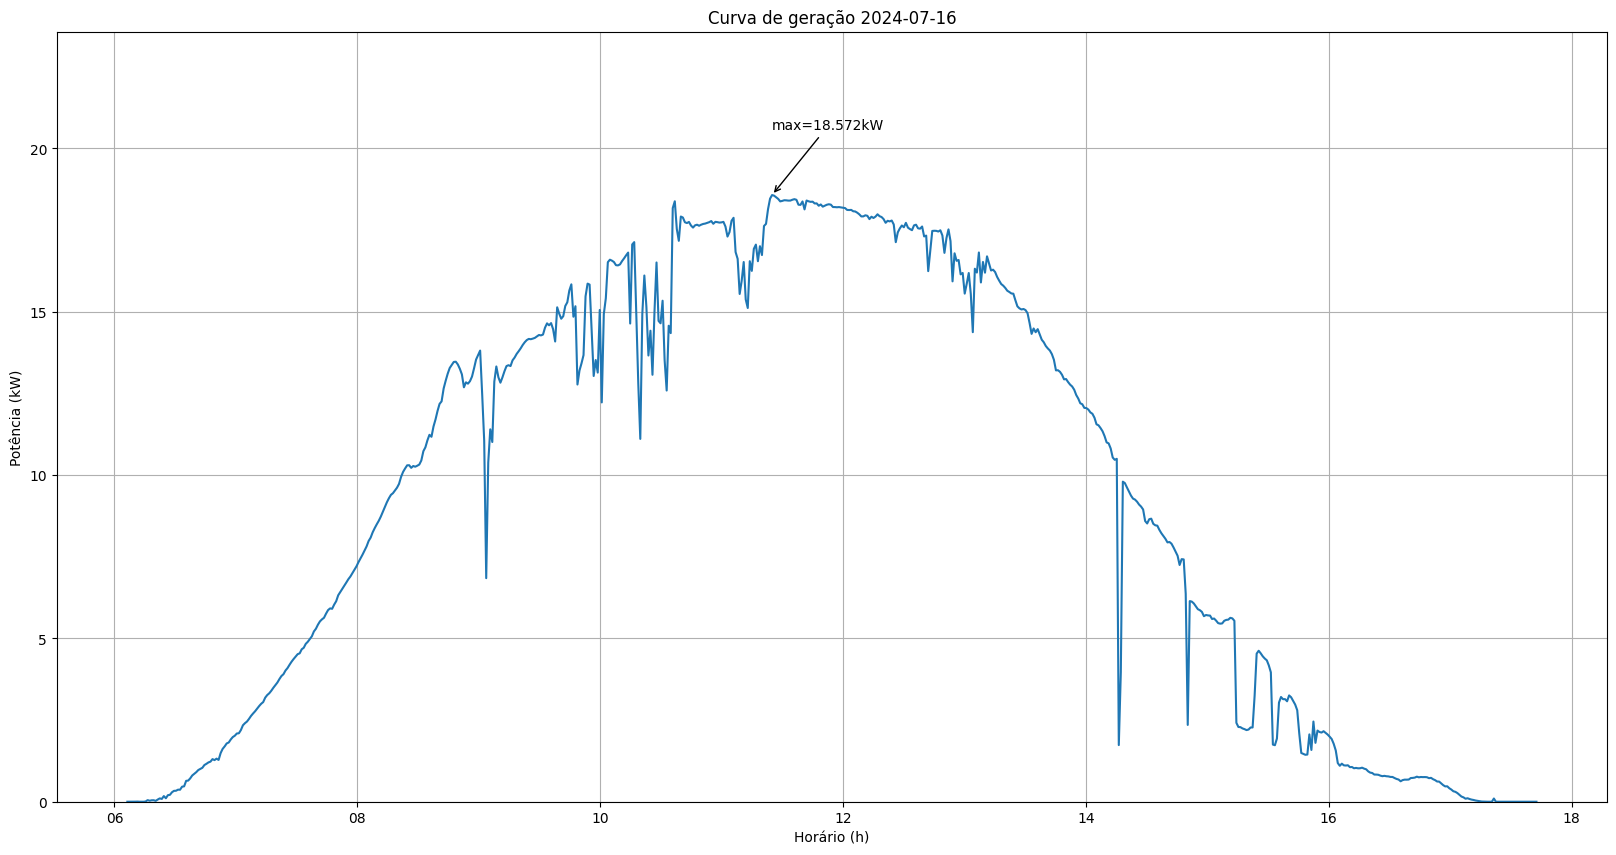 Curva de geração 2024-07-16
max=18.572kW
20
15
10
5
0
Potência (kW)
06 08 10 12 14 16 18
Horário (h)